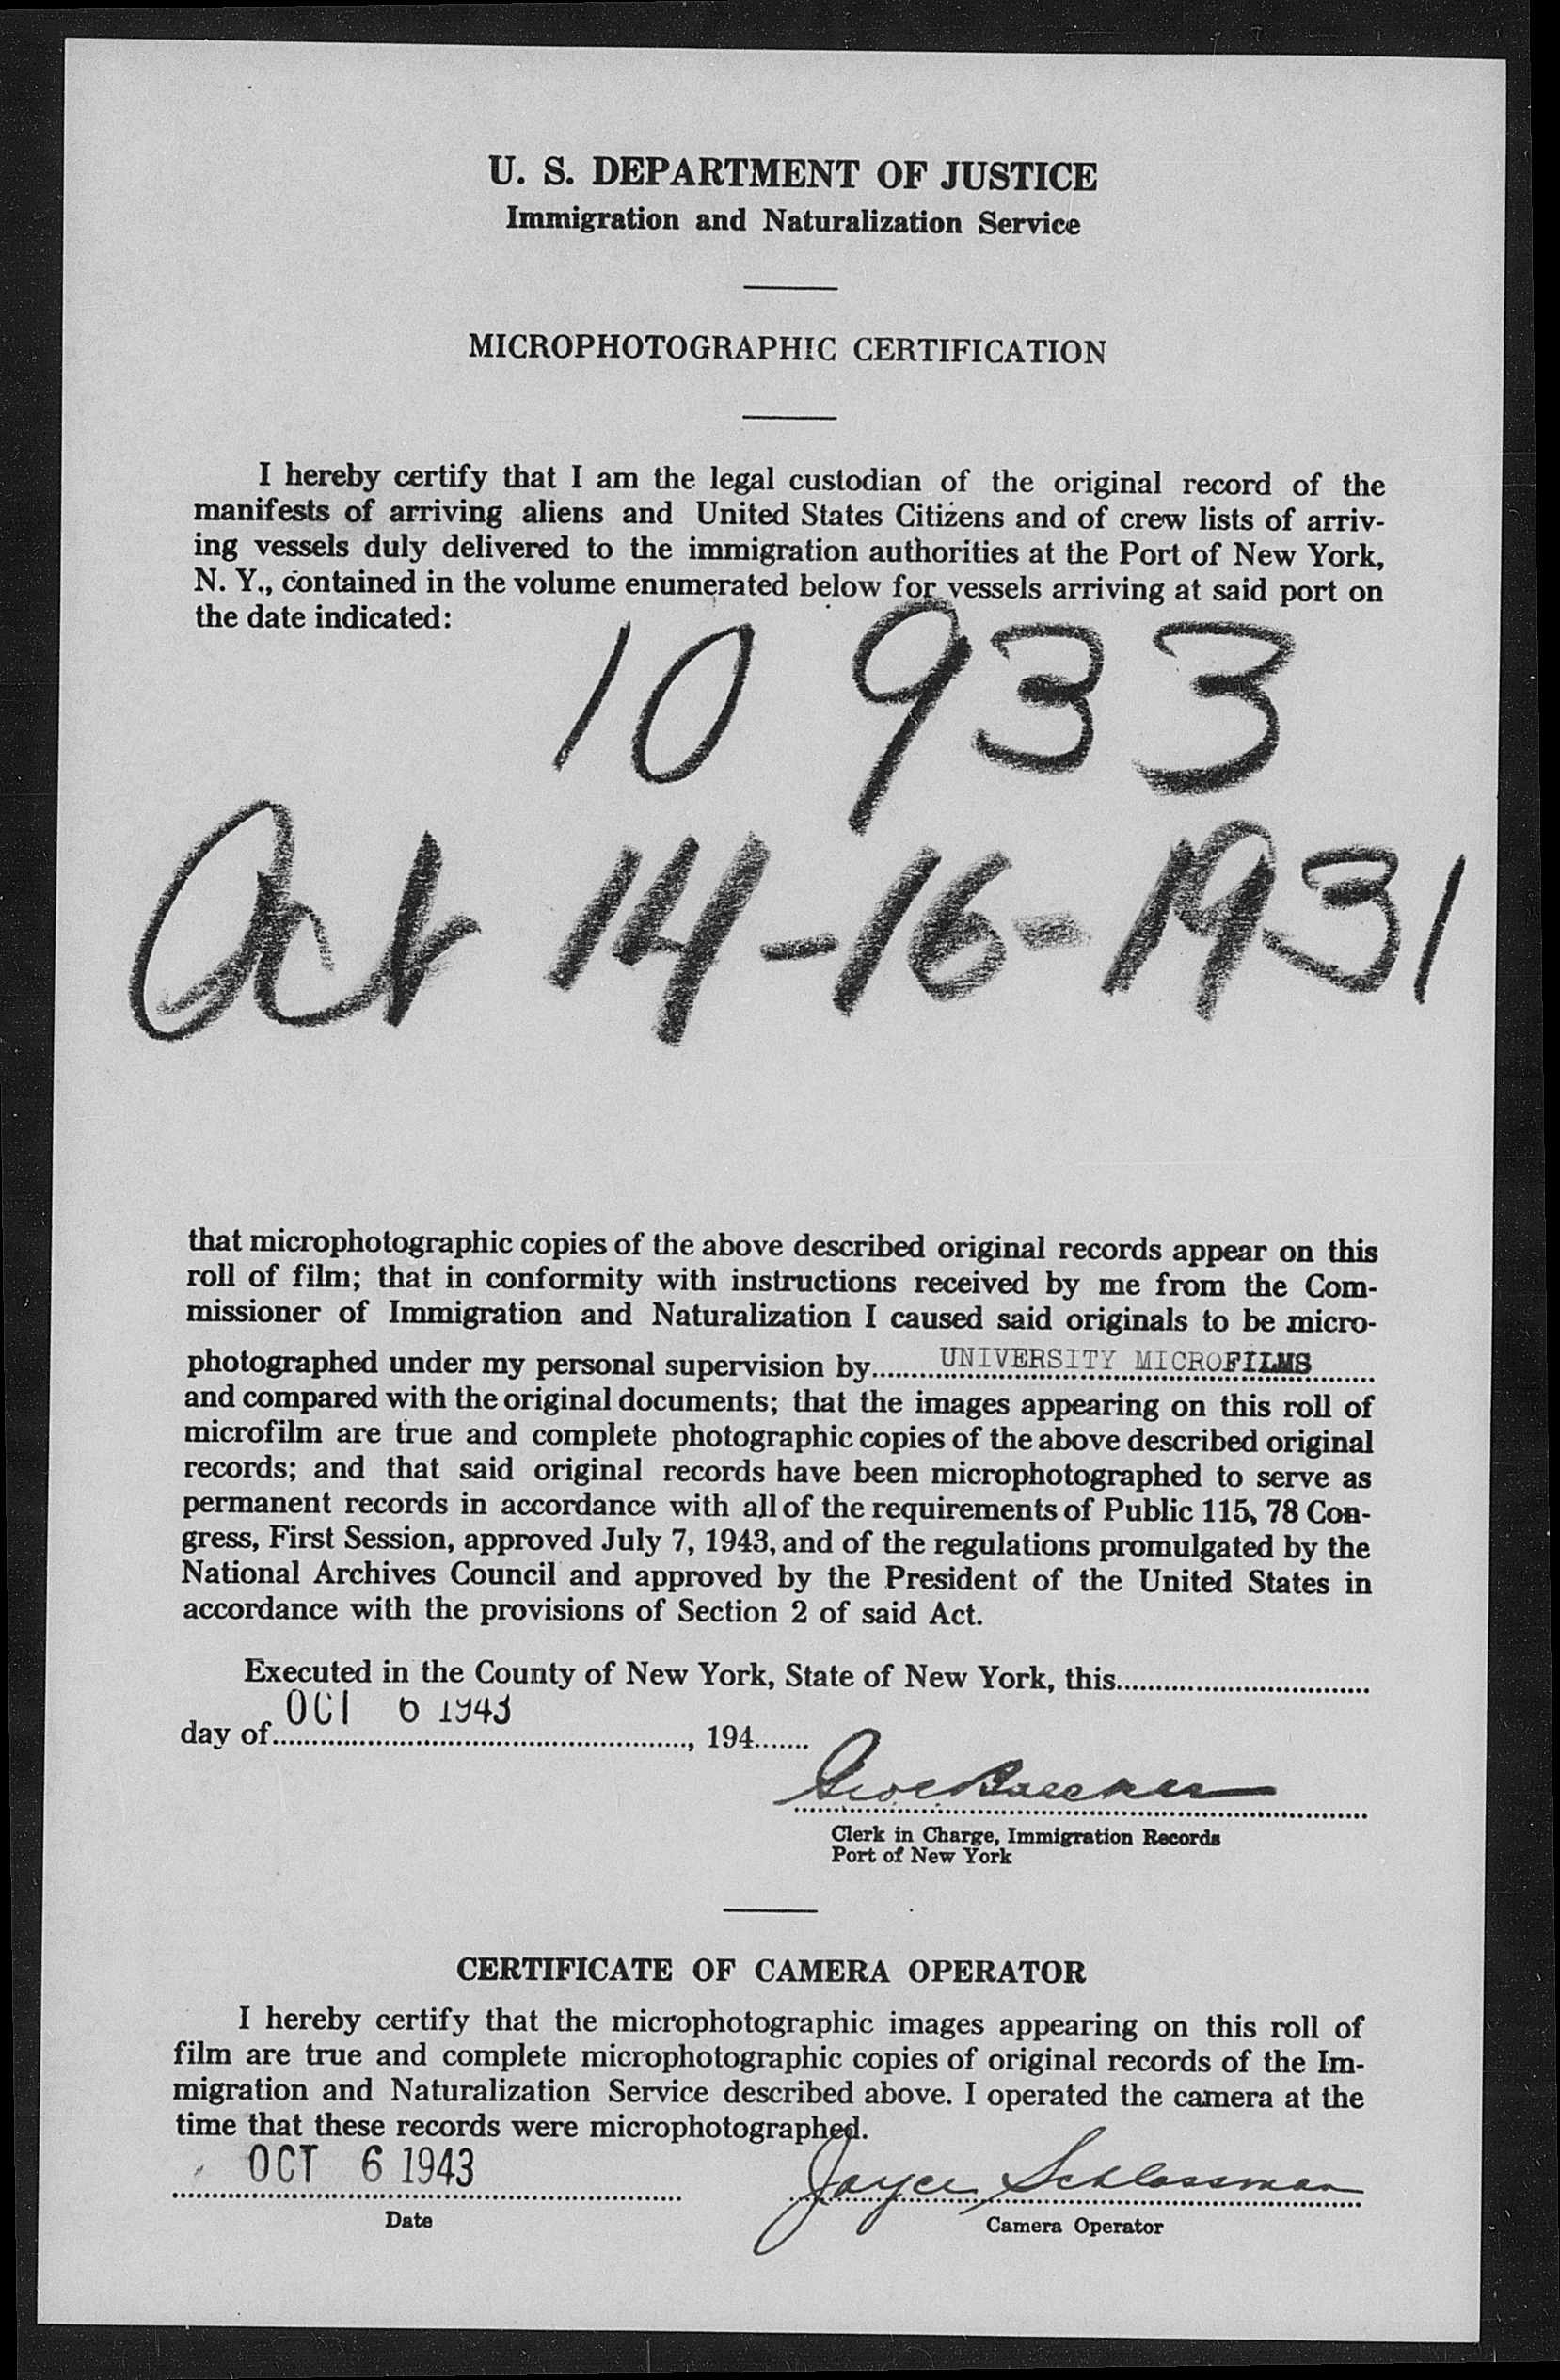 U. S. DEPARTMENT OF JUSTICE
Immigration and Naturalization Service
MICROPHOTOGRAPHIC CERTIFICATION
I hereby certify that I am the legal custodian of the original record of the
manifests of arriving aliens and United States Citizens and of crew lists of arriv-
ing vessels duly delivered to the immigration authorities at the Port of New York,
N. Y., contained in the volume enumerated below for vessels arriving at said port on
the date indicated:
10 933
Oct 14-16-1931
that microphotographic copies of the above described original records appear on this
roll of film; that in conformity with instructions received by me from the Com-
missioner of Immigration and Naturalization I caused said originals to be micro-
photographed under my personal supervision by........UNIVERSITY MICROFILMS........
and compared with the original documents; that the images appearing on this roll of
microfilm are true and complete photographic copies of the above described original
records; and that said original records have been microphotographed to serve as
permanent records in accordance with all of the requirements of Public 115, 78 Con-
gress, First Session, approved July 7, 1943, and of the regulations promulgated by the
National Archives Council and approved by the President of the United States in
accordance with the provisions of Section 2 of said Act.
Executed in the County of New York, State of New York, this................
OCT 6 1943
day of................, 194.......
Clerk in Charge, Immigration Records
Port of New York
CERTIFICATE OF CAMERA OPERATOR
I hereby certify that the microphotographic images appearing on this roll of
film are true and complete microphotographic copies of original records of the Im-
migration and Naturalization Service described above. I operated the camera at the
time that these records were microphotographed.
OCT 6 1943 Joyce Schlossman
Date Camera Operator